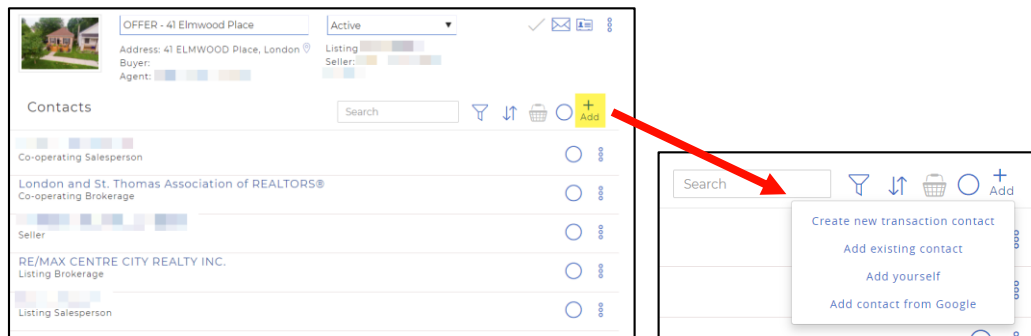 OFFER - 41 Elmwood Place
Active
Address: 41 ELMWOOD Place, London
Listing
Buyer:
Seller:
Agent:
Contacts
Search
Add
Co-operating Salesperson
London and St. Thomas Association of REALTORS®
Co-operating Brokerage
Seller
RE/MAX CENTRE CITY REALTY INC.
Listing Brokerage
Listing Salesperson
Search
Add
Create new transaction contact
Add existing contact
Add yourself
Add contact from Google